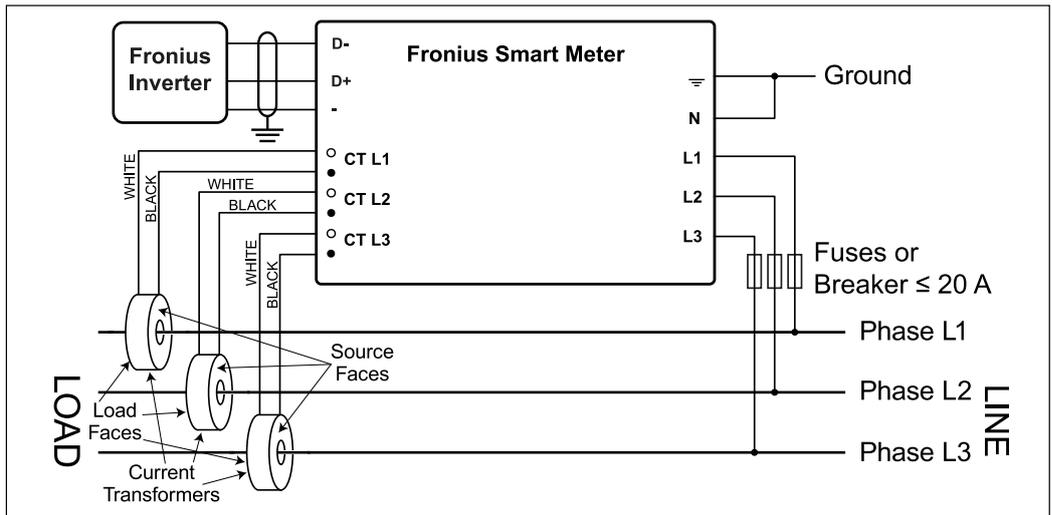 Fronius
Inverter
D-
D+
-
Fronius Smart Meter
N
L1
L2
L3
Ground
CT L1
CT L2
CT L3
WHITE
BLACK
WHITE
BLACK
WHITE
BLACK
Fuses or
Breaker ≤ 20 A
Phase L1
Phase L2
Phase L3
Source
Faces
LOAD
LINE
Load
Faces
Current
Transformers